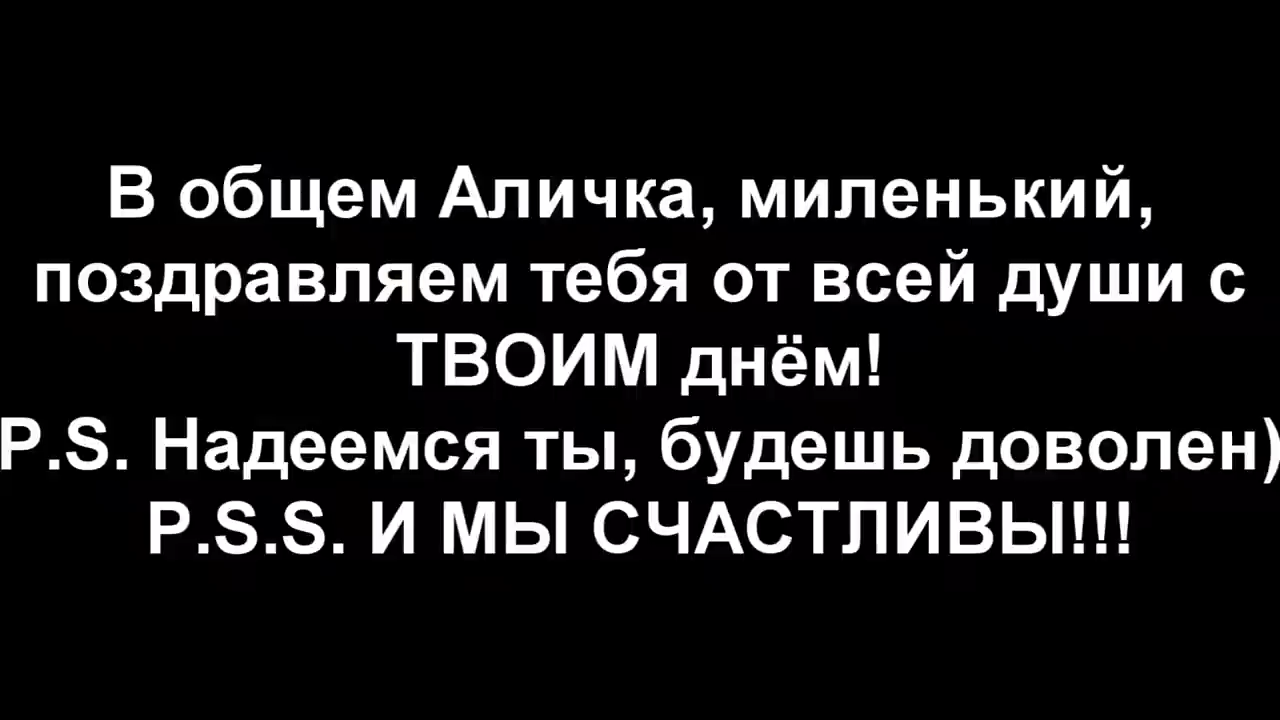 В общем Аличка, миленький,
поздравляем тебя от всей души с
ТВОИМ днём!
P.S. Надеемся ты, будешь доволен)
P.S.S. И МЫ СЧАСТЛИВЫ!!!